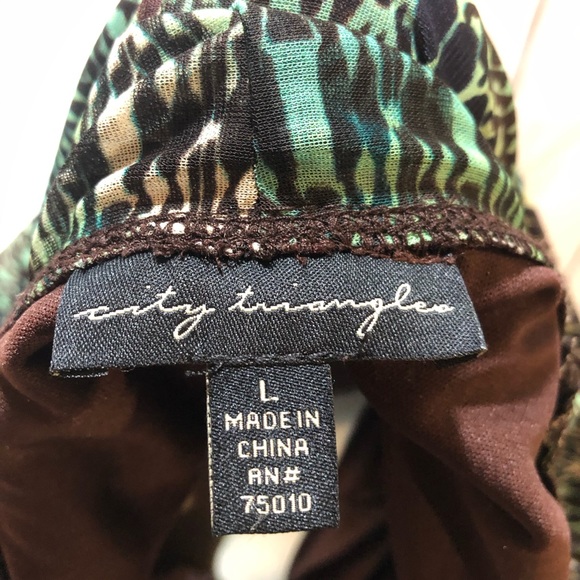 city triangles
L
MADE IN
CHINA
RN#
75010